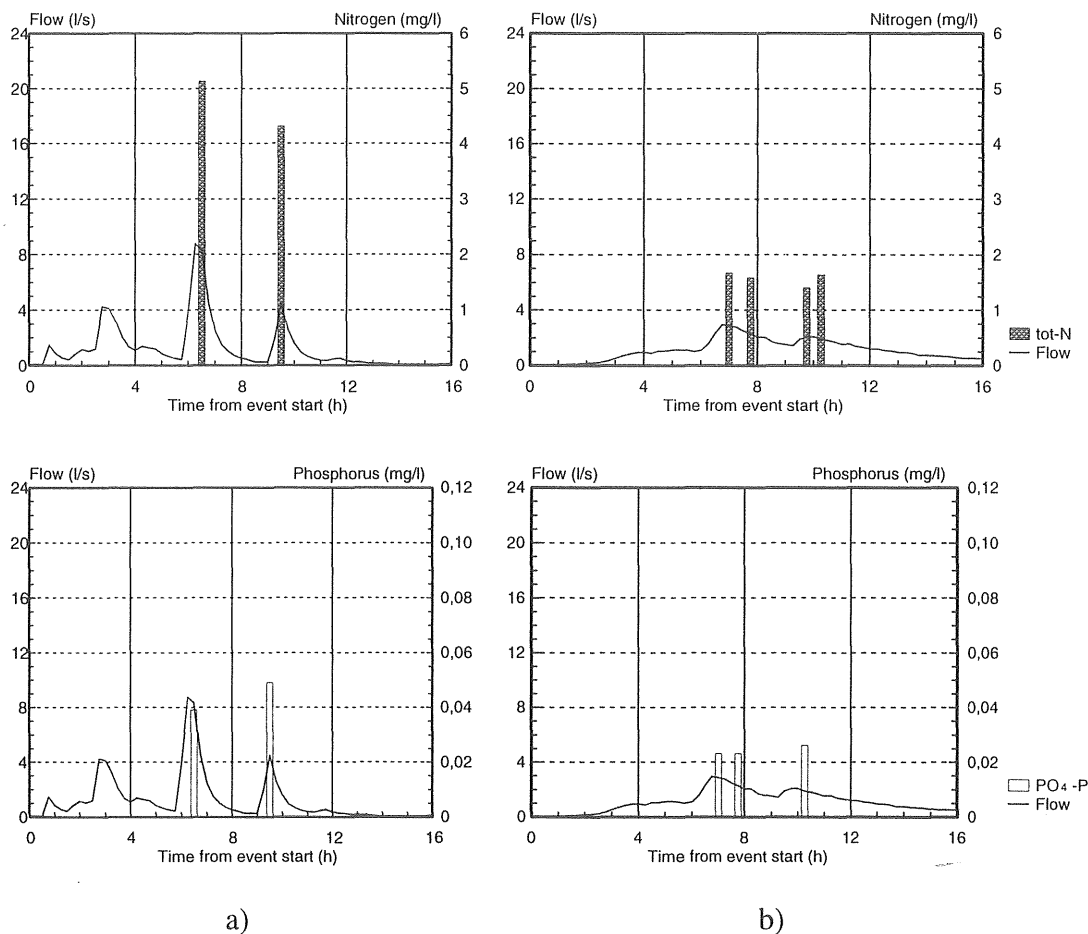 Flow (l/s) Nitrogen (mg/l)
24 6
20 5
16 4
12 3
8 2
4 1
0 0
0 4 8 12 16
Time from event start (h)
Flow (l/s) Nitrogen (mg/l)
24 6
20 5
16 4
12 3
8 2
4 1
0 0
0 4 8 12 16
Time from event start (h)
tot-N
Flow
Flow (l/s) Phosphorus (mg/l)
24 0,12
20 0,10
16 0,08
12 0,06
8 0,04
4 0,02
0 0
0 4 8 12 16
Time from event start (h)
Flow (l/s) Phosphorus (mg/l)
24 0,12
20 0,10
16 0,08
12 0,06
8 0,04
4 0,02
0 0
0 4 8 12 16
Time from event start (h)
PO₄-P
Flow
a) b)